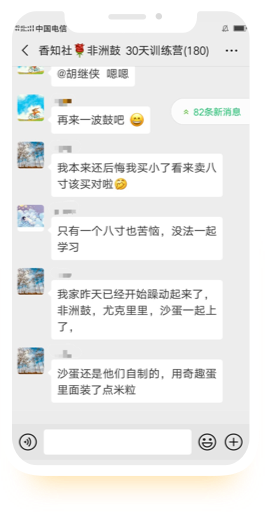 中国电信
香知社🌹非洲鼓 30天训练营(180)
@胡继侠 嗯嗯
82条新消息
再来一波鼓吧 😄
我本来还后悔我买小了看来卖八
寸该买对啦🤔
只有一个八寸也苦恼，没法一起
学习
我家昨天已经开始躁动起来了，
非洲鼓，尤克里里，沙蛋一起上
了，
沙蛋还是他们自制的，用奇趣蛋
里面装了点米粒